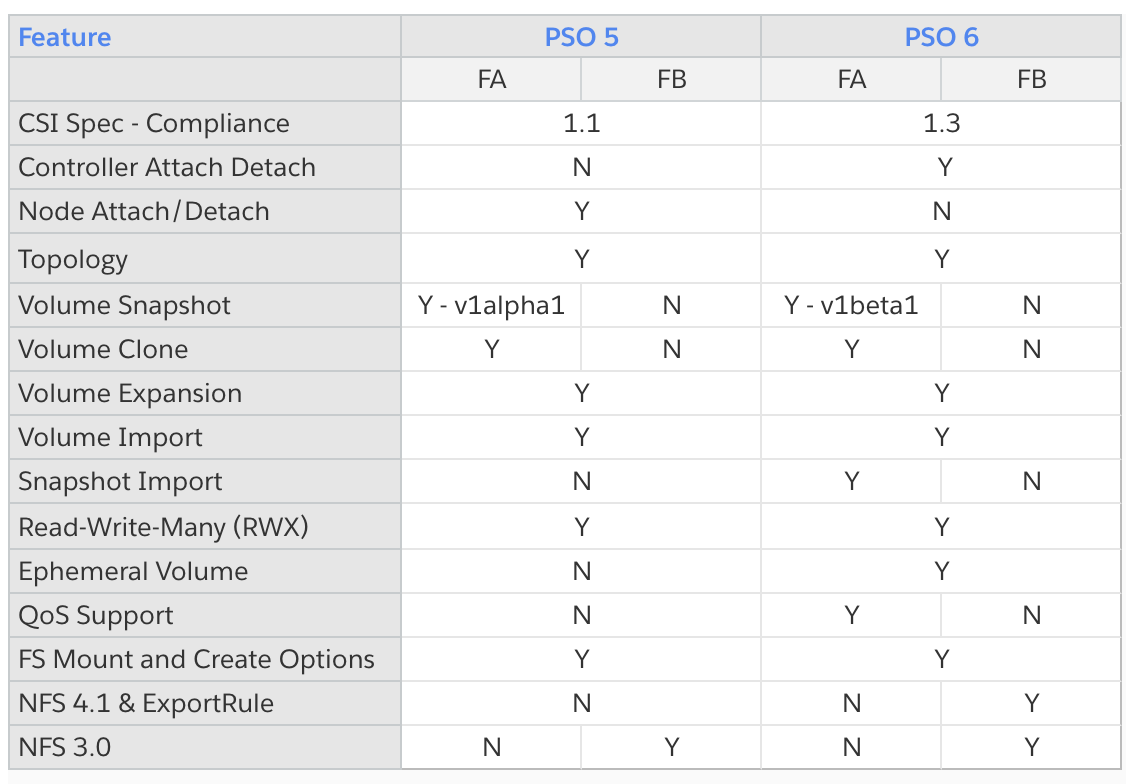 Feature PSO 5 PSO 6
FA FB FA FB
CSI Spec - Compliance 1.1 1.3
Controller Attach Detach N Y
Node Attach/Detach Y N
Topology Y Y
Volume Snapshot Y - v1alpha1 N Y - v1beta1 N
Volume Clone Y N Y N
Volume Expansion Y Y
Volume Import Y Y
Snapshot Import N Y N
Read-Write-Many (RWX) Y Y
Ephemeral Volume N Y
QoS Support N Y N
FS Mount and Create Options Y Y
NFS 4.1 & ExportRule N N Y
NFS 3.0 N Y N Y